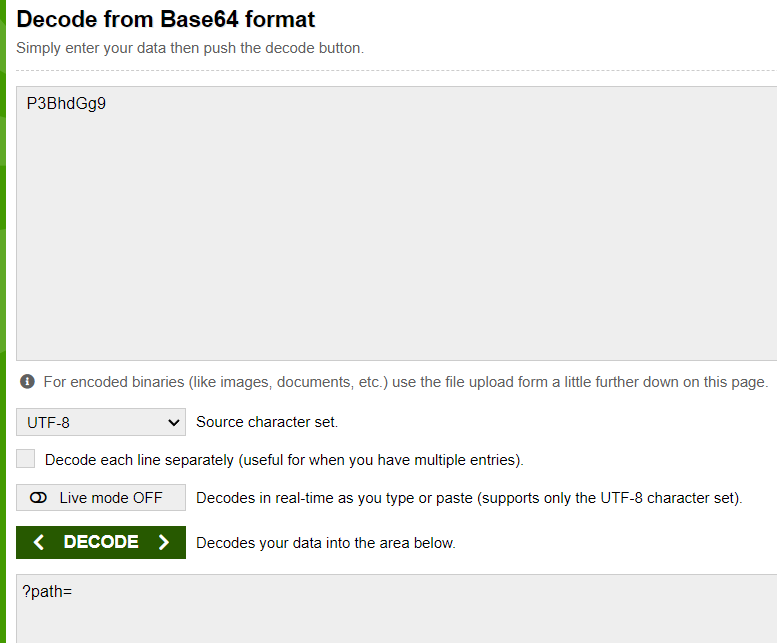 Decode from Base64 format
Simply enter your data then push the decode button.
P3BhdGg9
For encoded binaries (like images, documents, etc.) use the file upload form a little further down on this page.
UTF-8 Source character set.
Decode each line separately (useful for when you have multiple entries).
Live mode OFF Decodes in real-time as you type or paste (supports only the UTF-8 character set).
< DECODE > Decodes your data into the area below.
?path=